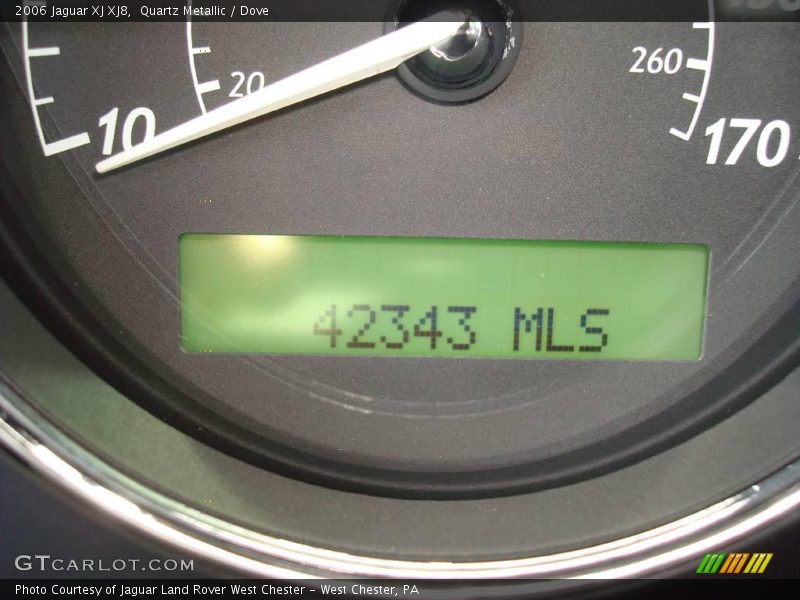 2006 Jaguar XJ XJ8, Quartz Metallic / Dove
20
260
10
170
42343 MLS
GTCARLOT.COM
Photo Courtesy of Jaguar Land Rover West Chester - West Chester, PA